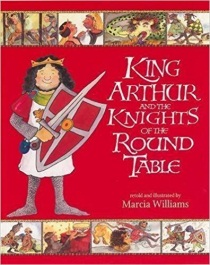 KING
ARTHUR
AND THE
KNIGHTS
OF THE
ROUND
TABLE
retold and illustrated by
Marcia Williams